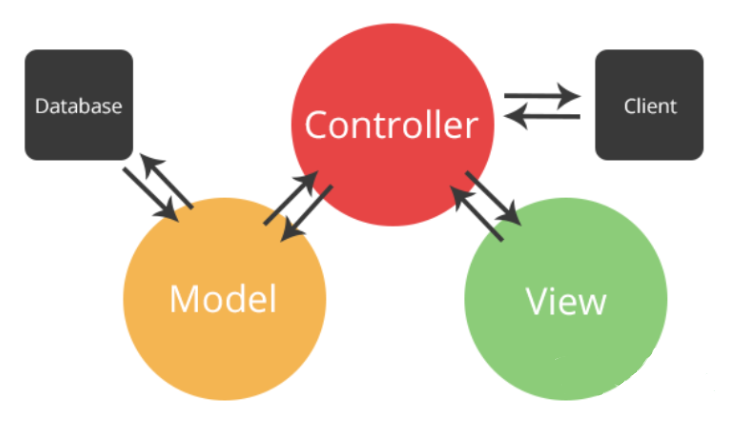 Database
Controller
Client
Model
View